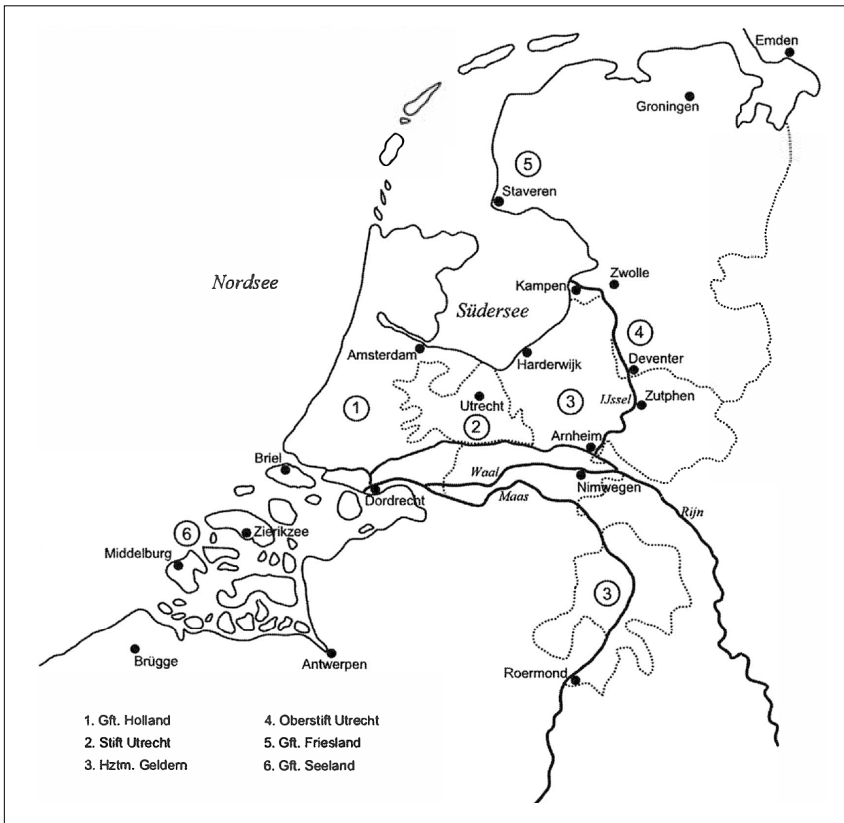 Emden
Groningen
5
Staveren
Nordsee
Kampen
Zwolle
Südersee
4
Amsterdam
Harderwijk
Deventer
1
Utrecht
3
IJssel
Zutphen
2
Arnheim
Briel
Waal
Nimwegen
Dordrecht
Maas
Rijn
6
Zierikzee
Middelburg
3
Brügge
Antwerpen
Roermond
1. Gft. Holland
2. Stift Utrecht
3. Hztm. Geldern
4. Oberstift Utrecht
5. Gft. Friesland
6. Gft. Seeland